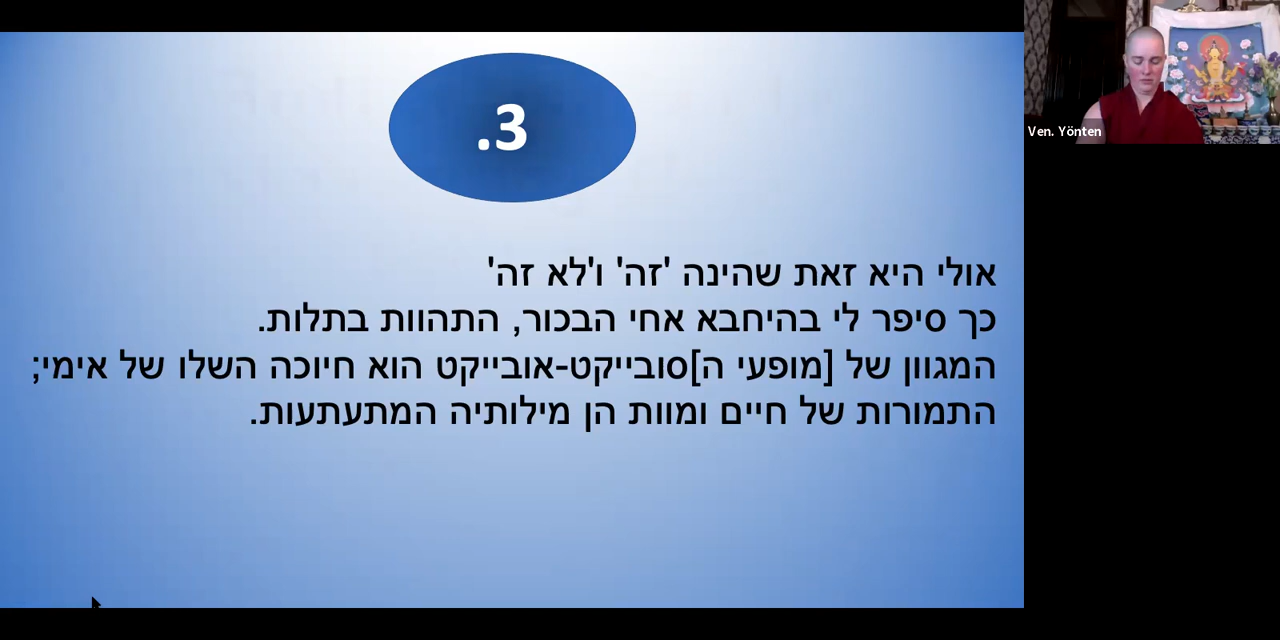 3.
אולי היא זאת שהינה 'זה' ו'לא זה'
כך סיפר לי בהיחבא אחי הבכור, התהוות בתלות.
המגוון של [מופעי ה]סובייקט-אובייקט הוא חיוכה השלו של אימי;
התמורות של חיים ומוות הן מילותיה המתעתעות.
Ven. Yönten